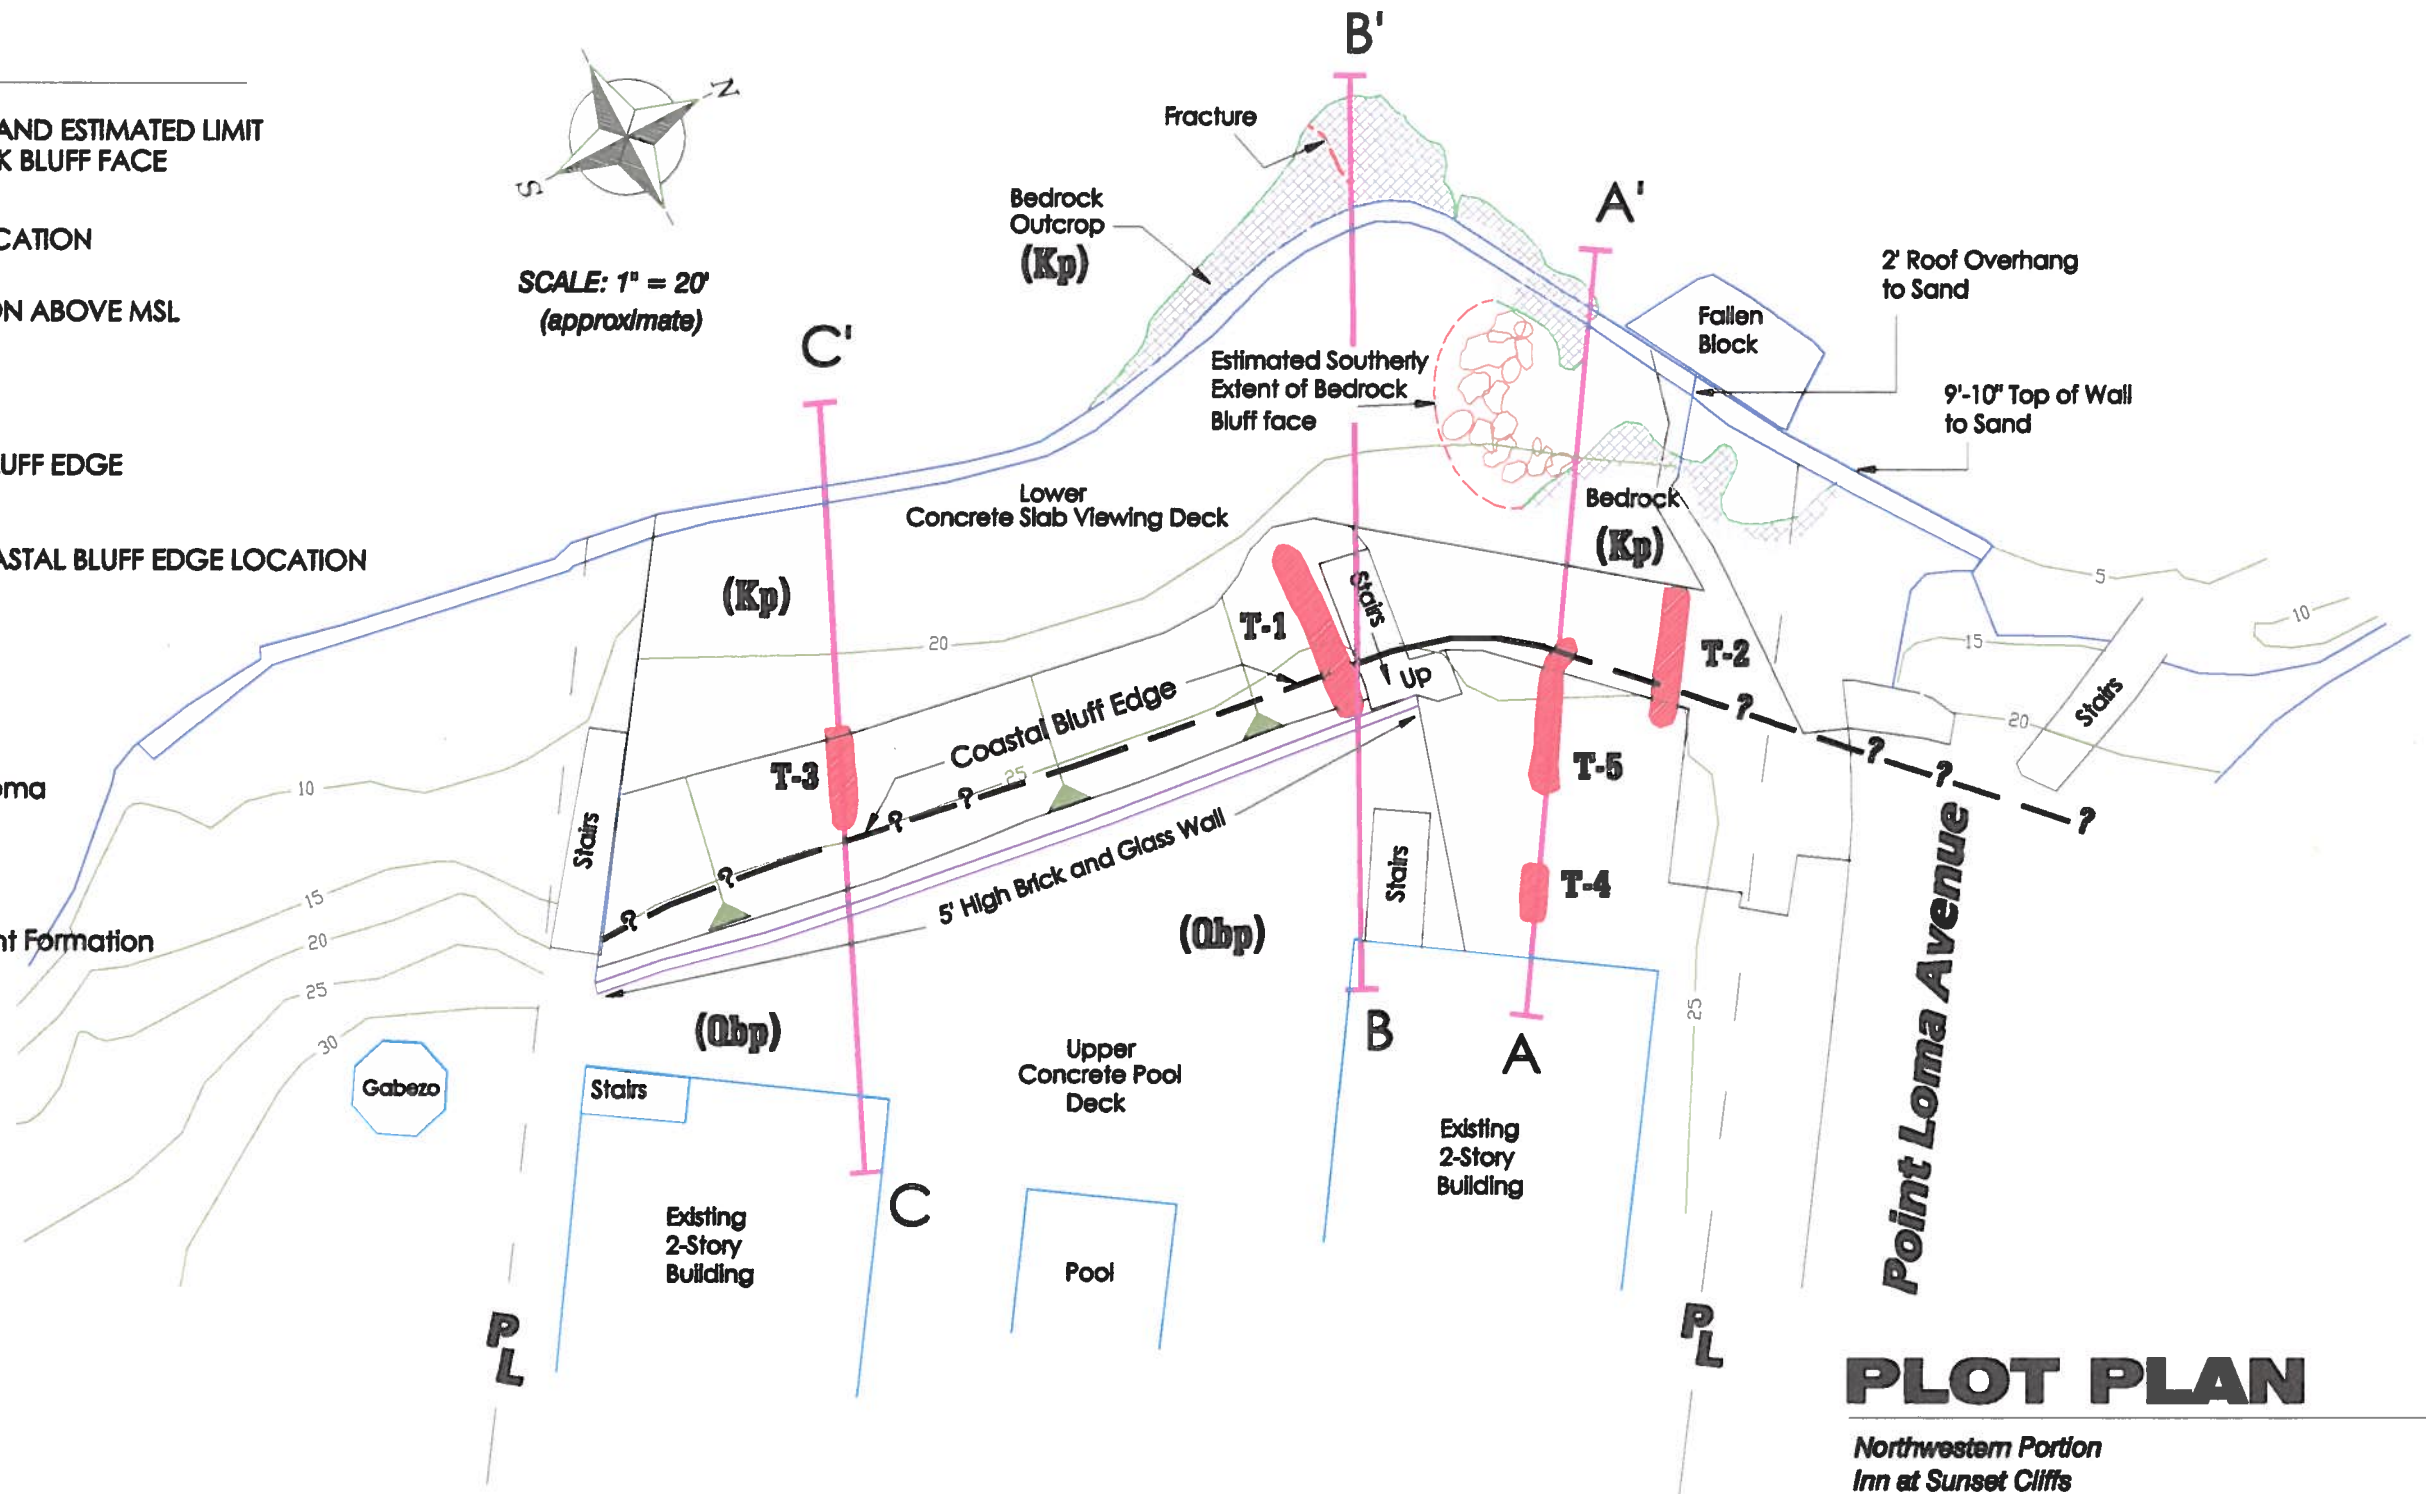 AND ESTIMATED LIMIT
K BLUFF FACE
CATION
ON ABOVE MSL
UFF EDGE
ASTAL BLUFF EDGE LOCATION
oma
nt Formation
N
S
SCALE: 1" = 20'
(approximate)
B'
Fracture
Bedrock
Outcrop
(Kp)
A'
2' Roof Overhang
to Sand
Fallen
Block
C'
Estimated Southerly
Extent of Bedrock
Bluff face
9'-10" Top of Wall
to Sand
Lower
Concrete Slab Viewing Deck
Bedrock
(Kp)
(Kp)
Stairs
T-1
UP
T-2
20
5
10
15
20
Stairs
Coastal Bluff Edge
25
T-3
T-5
T-4
?
?
?
?
?
?
?
?
?
10
15
20
25
30
Stairs
5' High Brick and Glass Wall
Stairs
(Qbp)
(Qbp)
B
A
25
Gabezo
Stairs
Upper
Concrete Pool
Deck
C
Existing
2-Story
Building
Pool
Existing
2-Story
Building
Point Loma Avenue
PL
PL
PLOT PLAN
Northwestern Portion
Inn at Sunset Cliffs